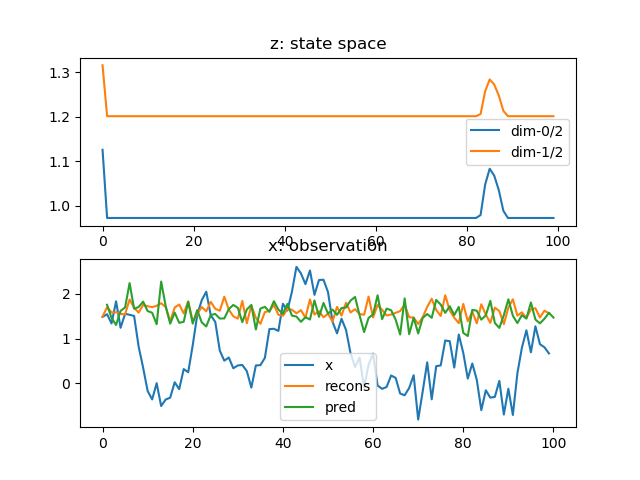 z: state space
1.3
1.2
1.1
1.0
dim-0/2
dim-1/2
0 20 40 60 80 100
x: observation
2
1
0
x
recons
pred
0 20 40 60 80 100